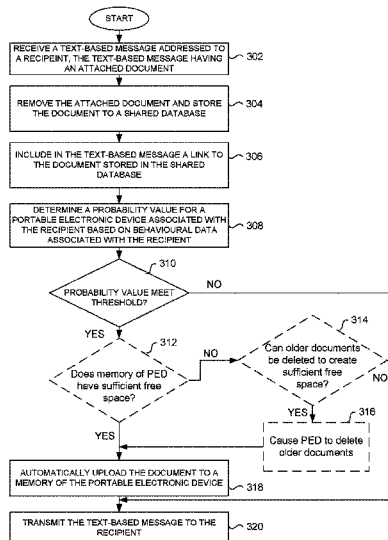 START
RECEIVE A TEXT-BASED MESSAGE ADDRESSED TO
A RECIPEINT, THE TEXT-BASED MESSAGE HAVING
AN ATTACHED DOCUMENT
302
REMOVE THE ATTACHED DOCUMENT AND STORE
THE DOCUMENT TO A SHARED DATABASE
304
INCLUDE IN THE TEXT-BASED MESSAGE A LINK TO
THE DOCUMENT STORED IN THE SHARED
DATABASE
306
DETERMINE A PROBABILITY VALUE FOR A
PORTABLE ELECTRONIC DEVICE ASSOCIATED WITH
THE RECIPIENT BASED ON BEHAVIOURAL DATA
ASSOCIATED WITH THE RECIPIENT
308
310
PROBABILITY VALUE MEET
THRESHOLD?
NO
YES
312
Does memory of PED
have sufficient free
space?
NO
314
Can older documents
be deleted to create
sufficient free
space?
NO
YES
316
Cause PED to delete
older documents
YES
AUTOMATICALLY UPLOAD THE DOCUMENT TO A
MEMORY OF THE PORTABLE ELECTRONIC DEVICE
318
TRANSMIT THE TEXT-BASED MESSAGE TO THE
RECIPIENT
320